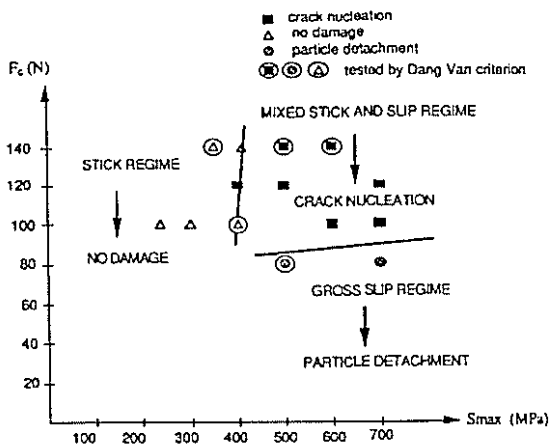 crack nucleation
no damage
particle detachment
tested by Dang Van criterion
Fc (N)
MIXED STICK AND SLIP REGIME
140
STICK REGIME
120
CRACK NUCLEATION
100
NO DAMAGE
80
GROSS SLIP REGIME
60
PARTICLE DETACHMENT
40
20
100 200 300 400 500 600 700 Smax (MPa)